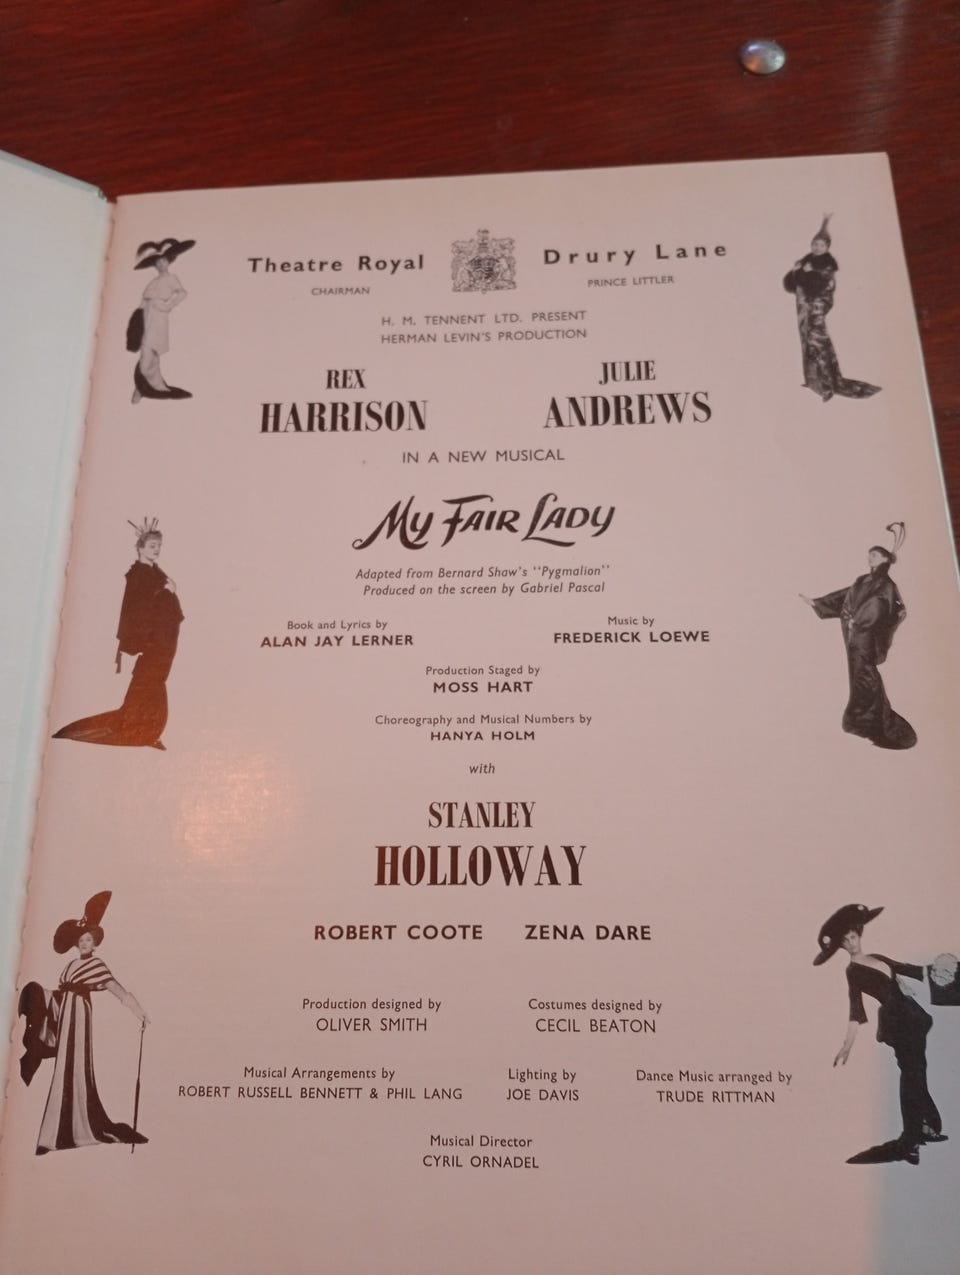 Theatre Royal Drury Lane
CHAIRMAN PRINCE LITTLER
H. M. TENNENT LTD. PRESENT
HERMAN LEVIN'S PRODUCTION
REX JULIE
HARRISON ANDREWS
IN A NEW MUSICAL
My FAIR LADY
Adapted from Bernard Shaw's "Pygmalion"
Produced on the screen by Gabriel Pascal
Book and Lyrics by Music by
ALAN JAY LERNER FREDERICK LOEWE
Production Staged by
MOSS HART
Choreography and Musical Numbers by
HANYA HOLM
with
STANLEY
HOLLOWAY
ROBERT COOTE ZENA DARE
Production designed by Costumes designed by
OLIVER SMITH CECIL BEATON
Musical Arrangements by Lighting by Dance Music arranged by
ROBERT RUSSELL BENNETT & PHIL LANG JOE DAVIS TRUDE RITTMAN
Musical Director
CYRIL ORNADEL